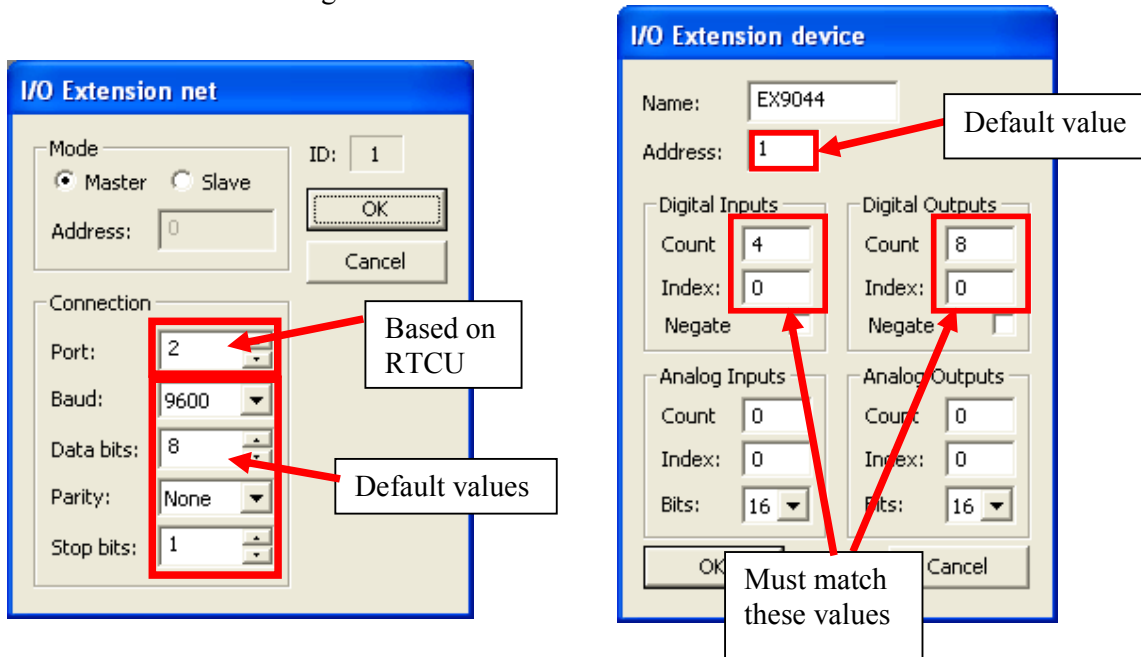 I/O Extension net
Mode
Master
Slave
Address: 0
ID: 1
OK
Cancel
Connection
Port: 2
Baud: 9600
Data bits: 8
Parity: None
Stop bits: 1
Based on
RTCU
Default values
I/O Extension device
Name: EX9044
Address: 1
Default value
Digital Inputs
Count 4
Index: 0
Negate
Digital Outputs
Count 8
Index: 0
Negate
Analog Inputs
Count 0
Index: 0
Bits: 16
Analog Outputs
Count 0
Index: 0
Bits: 16
OK
Cancel
Must match
these values